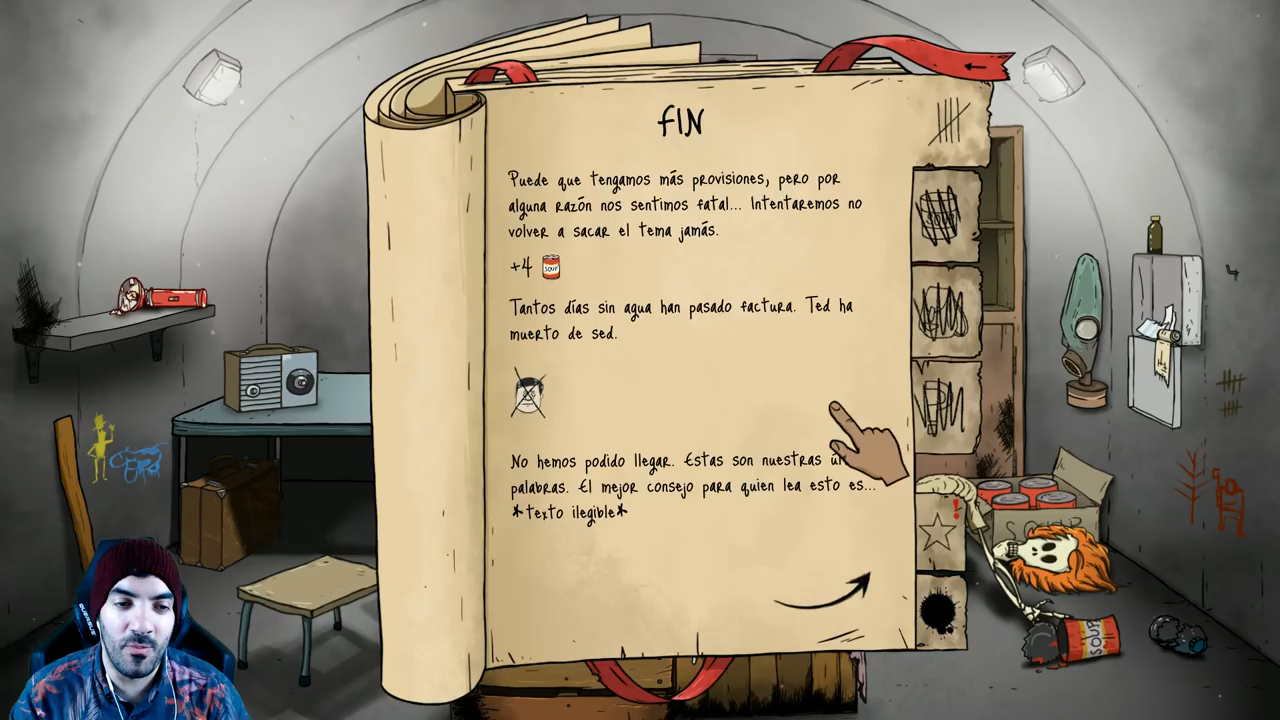 FIN
Puede que tengamos más provisiones, pero por
alguna razón nos sentimos fatal... Intentaremos no
volver a sacar el tema jamás.
+4 SOUP
Tantos días sin agua han pasado factura. Ted ha
muerto de sed.
No hemos podido llegar. Estas son nuestras
palabras. El mejor consejo para quien lea esto es...
*texto ilegible*
SOUP
SOUP